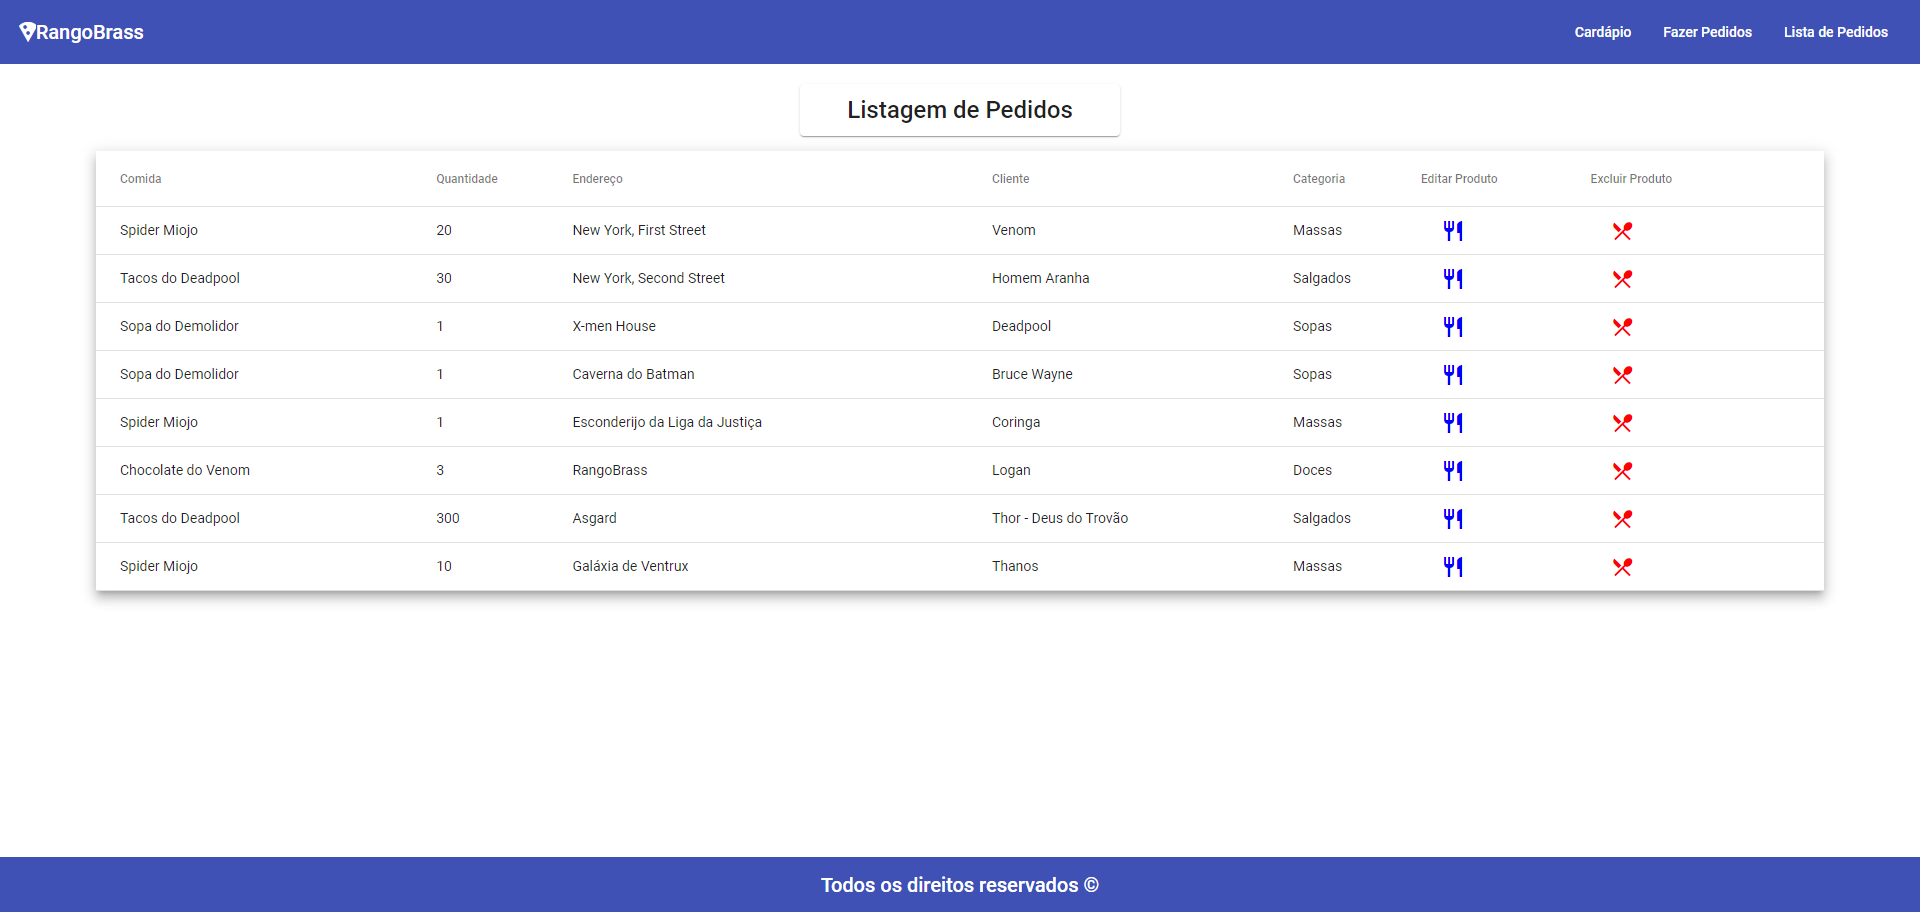 RangoBrass Cardápio Fazer Pedidos Lista de Pedidos
Listagem de Pedidos
Comida Quantidade Endereço Cliente Categoria Editar Produto Excluir Produto
Spider Miojo 20 New York, First Street Venom Massas
Tacos do Deadpool 30 New York, Second Street Homem Aranha Salgados
Sopa do Demolidor 1 X-men House Deadpool Sopas
Sopa do Demolidor 1 Caverna do Batman Bruce Wayne Sopas
Spider Miojo 1 Esconderijo da Liga da Justiça Coringa Massas
Chocolate do Venom 3 RangoBrass Logan Doces
Tacos do Deadpool 300 Asgard Thor - Deus do Trovão Salgados
Spider Miojo 10 Galáxia de Ventrux Thanos Massas
Todos os direitos reservados ©